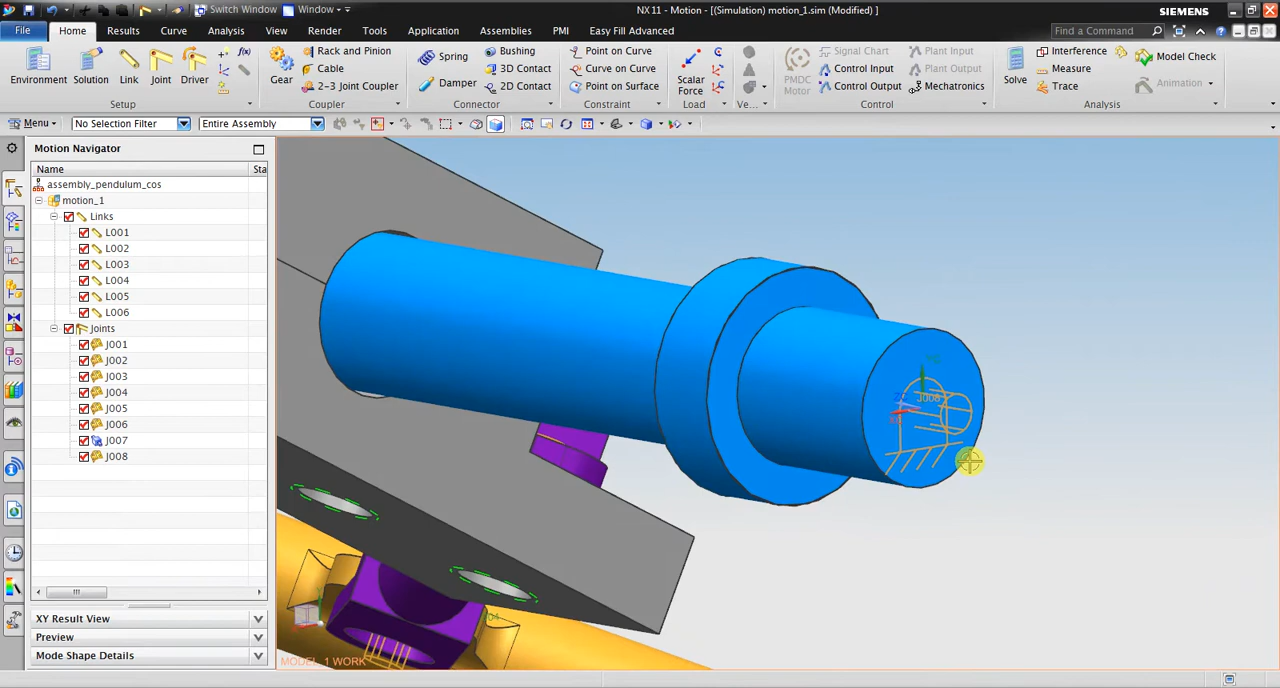 Switch Window
Window
NX 11 - Motion - [(Simulation) motion_1.sim (Modified) ]
SIEMENS
File
Home
Results
Curve
Analysis
View
Render
Tools
Application
Assemblies
PMI
Easy Fill Advanced
Find a Command
Environment
Solution
Link
Joint
Driver
f(x)
Setup
Gear
Rack and Pinion
Cable
2-3 Joint Coupler
Coupler
Spring
Damper
Bushing
3D Contact
2D Contact
Connector
Point on Curve
Curve on Curve
Point on Surface
Constraint
Scalar Force
Load
Ve...
PMDC Motor
Signal Chart
Control Input
Control Output
Plant Input
Plant Output
Mechatronics
Control
Solve
Interference
Measure
Trace
Model Check
Animation
Analysis
Menu
No Selection Filter
Entire Assembly
Motion Navigator
Name
Sta
assembly_pendulum_cos
motion_1
Links
L001
L002
L003
L004
L005
L006
Joints
J001
J002
J003
J004
J005
J006
J007
J008
XY Result View
Preview
Mode Shape Details
J008
MODEL 1 WORK